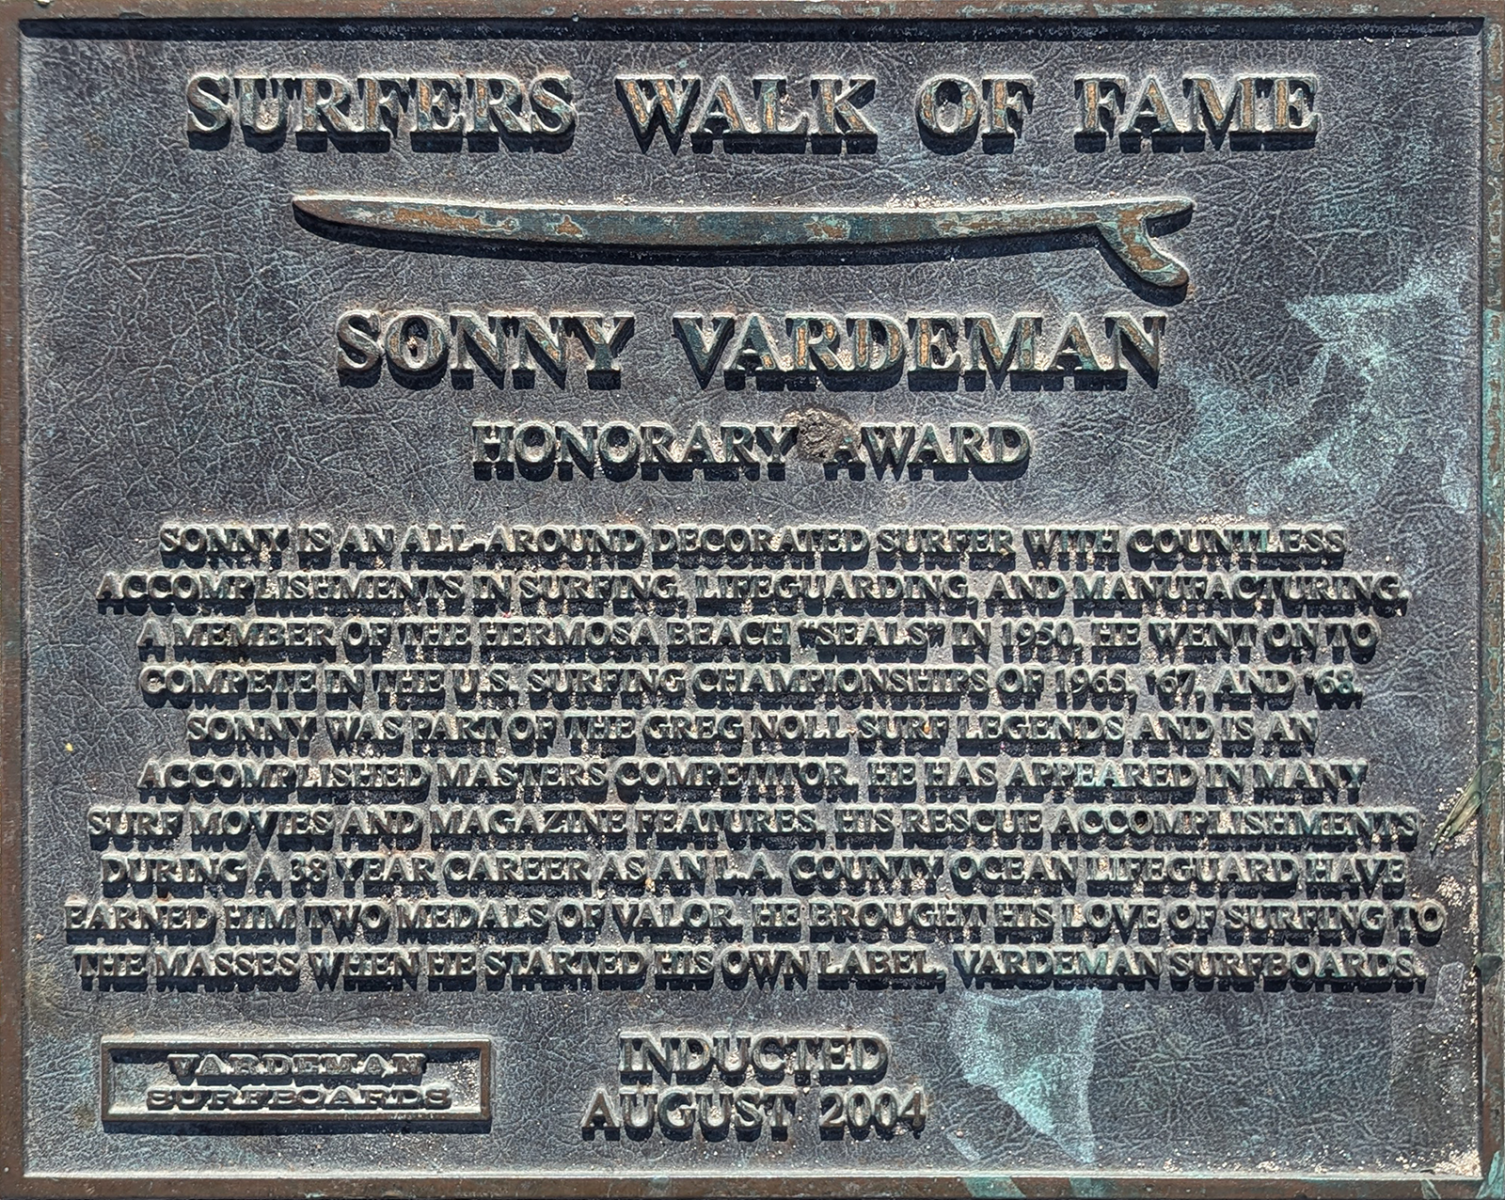 SURFERS WALK OF FAME
SONNY VARDEMAN
HONORARY AWARD
SONNY IS AN ALL-AROUND DECORATED SURFER WITH COUNTLESS
ACCOMPLISHMENTS IN SURFING, LIFEGUARDING, AND MANUFACTURING.
A MEMBER OF THE HERMOSA BEACH "SEALS" IN 1950, HE WENT ON TO
COMPETE IN THE U.S. SURFING CHAMPIONSHIPS OF 1965, '67, AND '68.
SONNY WAS PART OF THE GREG NOLL SURF LEGENDS AND IS AN
ACCOMPLISHED MASTERS COMPETITOR. HE HAS APPEARED IN MANY
SURF MOVIES AND MAGAZINE FEATURES. HIS RESCUE ACCOMPLISHMENTS
DURING A 38 YEAR CAREER AS AN L.A. COUNTY OCEAN LIFEGUARD HAVE
EARNED HIM TWO MEDALS OF VALOR. HE BROUGHT HIS LOVE OF SURFING TO
THE MASSES WHEN HE STARTED HIS OWN LABEL, VARDEMAN SURFBOARDS.
VARDEMAN
SURFBOARDS
INDUCTED
AUGUST 2004